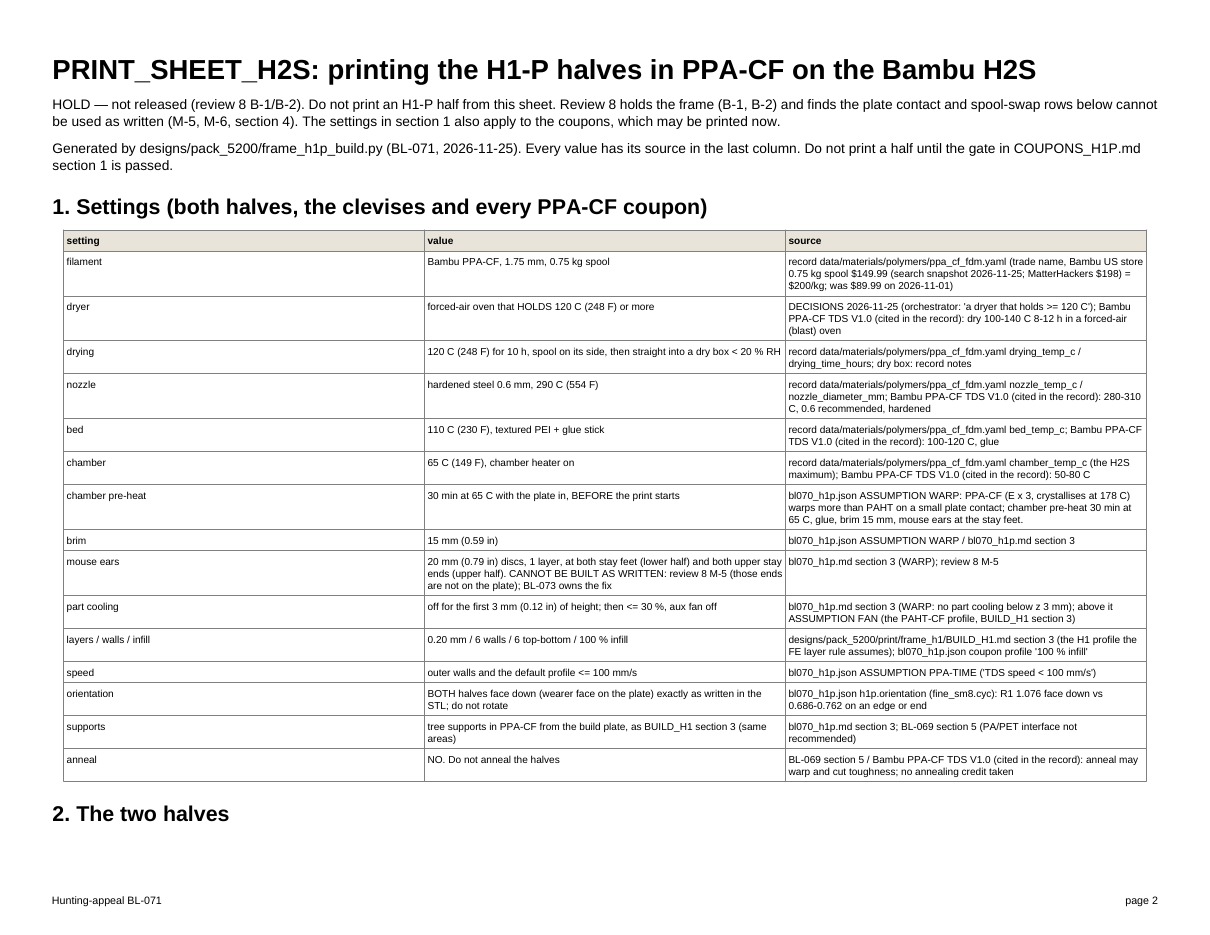 PRINT_SHEET_H2S: printing the H1-P halves in PPA-CF on the Bambu H2S
HOLD — not released (review 8 B-1/B-2). Do not print an H1-P half from this sheet. Review 8 holds the frame (B-1, B-2) and finds the plate contact and spool-swap rows below cannot
be used as written (M-5, M-6, section 4). The settings in section 1 also apply to the coupons, which may be printed now.
Generated by designs/pack_5200/frame_h1p_build.py (BL-071, 2026-11-25). Every value has its source in the last column. Do not print a half until the gate in COUPONS_H1P.md
section 1 is passed.
1. Settings (both halves, the clevises and every PPA-CF coupon)
setting
value
source
filament
Bambu PPA-CF, 1.75 mm, 0.75 kg spool
record data/materials/polymers/ppa_cf_fdm.yaml (trade name, Bambu US store
0.75 kg spool $149.99 (search snapshot 2026-11-25; MatterHackers $198) =
$200/kg; was $89.99 on 2026-11-01)
dryer
forced-air oven that HOLDS 120 C (248 F) or more
DECISIONS 2026-11-25 (orchestrator: 'a dryer that holds >= 120 C'); Bambu
PPA-CF TDS V1.0 (cited in the record): dry 100-140 C 8-12 h in a forced-air
(blast) oven
drying
120 C (248 F) for 10 h, spool on its side, then straight into a dry box < 20 % RH
record data/materials/polymers/ppa_cf_fdm.yaml drying_temp_c /
drying_time_hours; dry box: record notes
nozzle
hardened steel 0.6 mm, 290 C (554 F)
record data/materials/polymers/ppa_cf_fdm.yaml nozzle_temp_c /
nozzle_diameter_mm; Bambu PPA-CF TDS V1.0 (cited in the record): 280-310
C, 0.6 recommended, hardened
bed
110 C (230 F), textured PEI + glue stick
record data/materials/polymers/ppa_cf_fdm.yaml bed_temp_c; Bambu PPA-CF
TDS V1.0 (cited in the record): 100-120 C, glue
chamber
65 C (149 F), chamber heater on
record data/materials/polymers/ppa_cf_fdm.yaml chamber_temp_c (the H2S
maximum); Bambu PPA-CF TDS V1.0 (cited in the record): 50-80 C
chamber pre-heat
30 min at 65 C with the plate in, BEFORE the print starts
bl070_h1p.json ASSUMPTION WARP: PPA-CF (E x 3, crystallises at 178 C)
warps more than PAHT on a small plate contact; chamber pre-heat 30 min at
65 C, glue, brim 15 mm, mouse ears at the stay feet.
brim
15 mm (0.59 in)
bl070_h1p.json ASSUMPTION WARP / bl070_h1p.md section 3
mouse ears
20 mm (0.79 in) discs, 1 layer, at both stay feet (lower half) and both upper stay
ends (upper half). CANNOT BE BUILT AS WRITTEN: review 8 M-5 (those ends
are not on the plate); BL-073 owns the fix
bl070_h1p.md section 3 (WARP); review 8 M-5
part cooling
off for the first 3 mm (0.12 in) of height; then <= 30 %, aux fan off
bl070_h1p.md section 3 (WARP: no part cooling below z 3 mm); above it
ASSUMPTION FAN (the PAHT-CF profile, BUILD_H1 section 3)
layers / walls / infill
0.20 mm / 6 walls / 6 top-bottom / 100 % infill
designs/pack_5200/print/frame_h1/BUILD_H1.md section 3 (the H1 profile the
FE layer rule assumes); bl070_h1p.json coupon profile '100 % infill'
speed
outer walls and the default profile <= 100 mm/s
bl070_h1p.json ASSUMPTION PPA-TIME ('TDS speed < 100 mm/s')
orientation
BOTH halves face down (wearer face on the plate) exactly as written in the
STL; do not rotate
bl070_h1p.json h1p.orientation (fine_sm8.cyc): R1 1.076 face down vs
0.686-0.762 on an edge or end
supports
tree supports in PPA-CF from the build plate, as BUILD_H1 section 3 (same
areas)
bl070_h1p.md section 3; BL-069 section 5 (PA/PET interface not
recommended)
anneal
NO. Do not anneal the halves
BL-069 section 5 / Bambu PPA-CF TDS V1.0 (cited in the record): anneal may
warp and cut toughness; no annealing credit taken
2. The two halves
Hunting-appeal BL-071
page 2